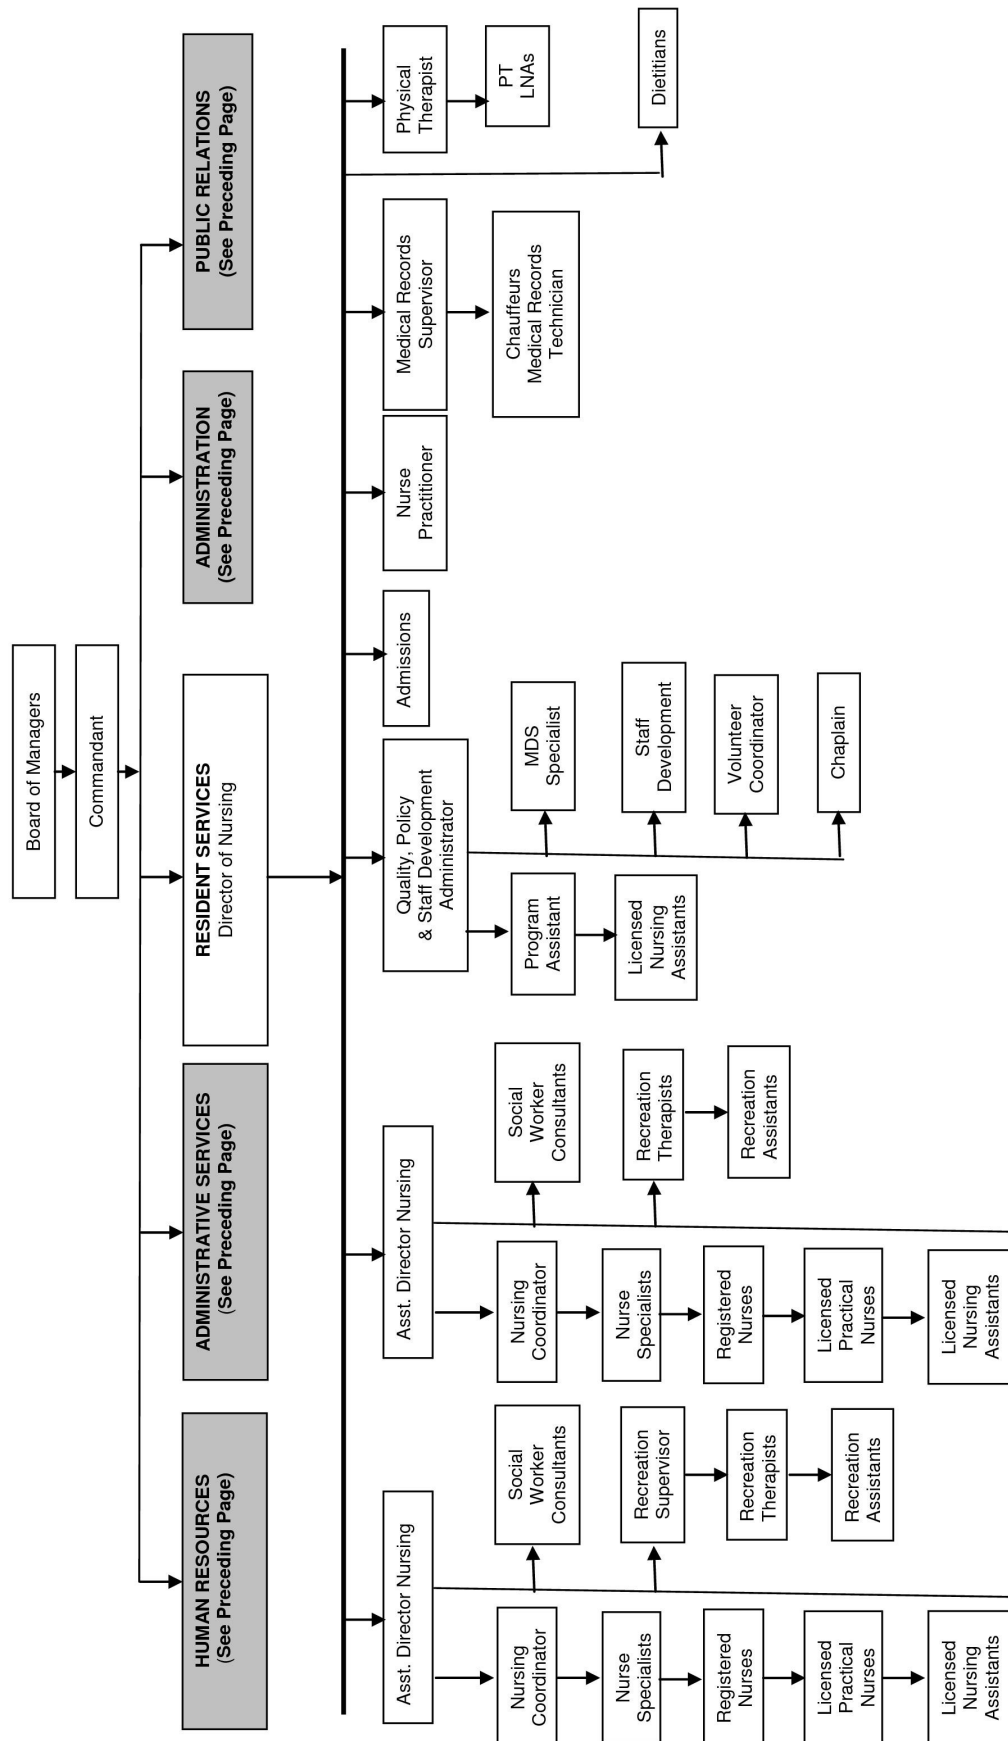 Board of Managers
Commandant
HUMAN RESOURCES
(See Preceding Page)
ADMINISTRATIVE SERVICES
(See Preceding Page)
RESIDENT SERVICES
Director of Nursing
ADMINISTRATION
(See Preceding Page)
PUBLIC RELATIONS
(See Preceding Page)
Asst. Director Nursing
Nursing
Coordinator
Nurse
Specialists
Registered
Nurses
Licensed
Practical
Nurses
Licensed
Nursing
Assistants
Social
Worker
Consultants
Recreation
Supervisor
Recreation
Therapists
Recreation
Assistants
Asst. Director Nursing
Nursing
Coordinator
Nurse
Specialists
Registered
Nurses
Licensed
Practical
Nurses
Licensed
Nursing
Assistants
Social
Worker
Consultants
Recreation
Therapists
Recreation
Assistants
Quality, Policy
& Staff Development
Administrator
Program
Assistant
Licensed
Nursing
Assistants
MDS
Specialist
Staff
Development
Volunteer
Coordinator
Chaplain
Admissions
Nurse
Practitioner
Medical Records
Supervisor
Chauffeurs
Medical Records
Technician
Physical
Therapist
PT
LNAs
Dietitians